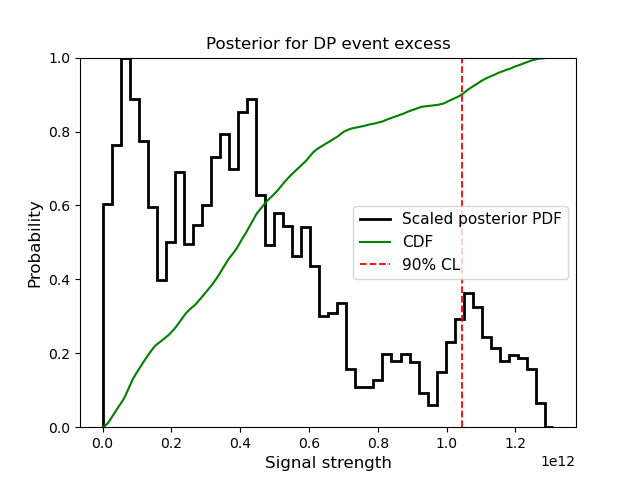 Posterior for DP event excess
Probability
1.0
0.8
0.6
0.4
0.2
0.0
Scaled posterior PDF
CDF
90% CL
0.0 0.2 0.4 0.6 0.8 1.0 1.2
1e12
Signal strength